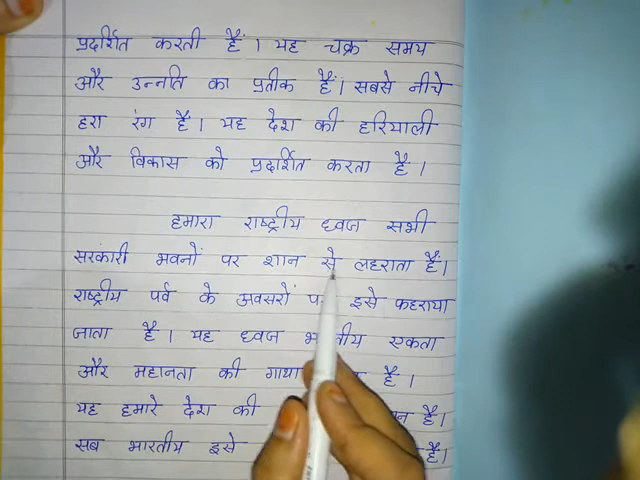 प्रदर्शित करती हैं। यह चक्र समय
और उन्नति का प्रतीक हैं। सबसे नीचे
हरा रंग हैं। यह देश की हरियाली
और विकास को प्रदर्शित करता है।
हमारा राष्ट्रीय ध्वज सभी
सरकारी भवनों पर शान से लहराता हैं।
राष्ट्रीय पर्व के अवसरों इसे फहराया
जाता है। यह ध्वज एकता
और महानता की गाथा है।
यह हमारे देश की हैं।
सब भारतीय इसे हैं।